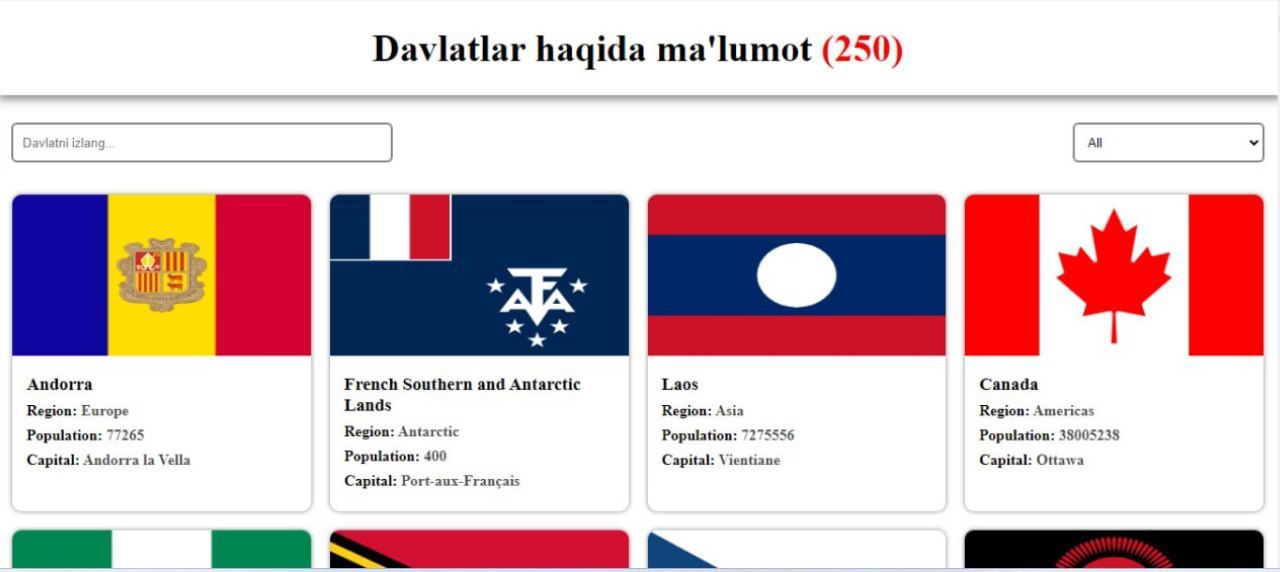 Davlatlar haqida ma'lumot (250)
Davlatni izlang...
All
Andorra
Region: Europe
Population: 77265
Capital: Andorra la Vella
French Southern and Antarctic
Lands
Region: Antarctic
Population: 400
Capital: Port-aux-Français
Laos
Region: Asia
Population: 7275556
Capital: Vientiane
Canada
Region: Americas
Population: 38005238
Capital: Ottawa